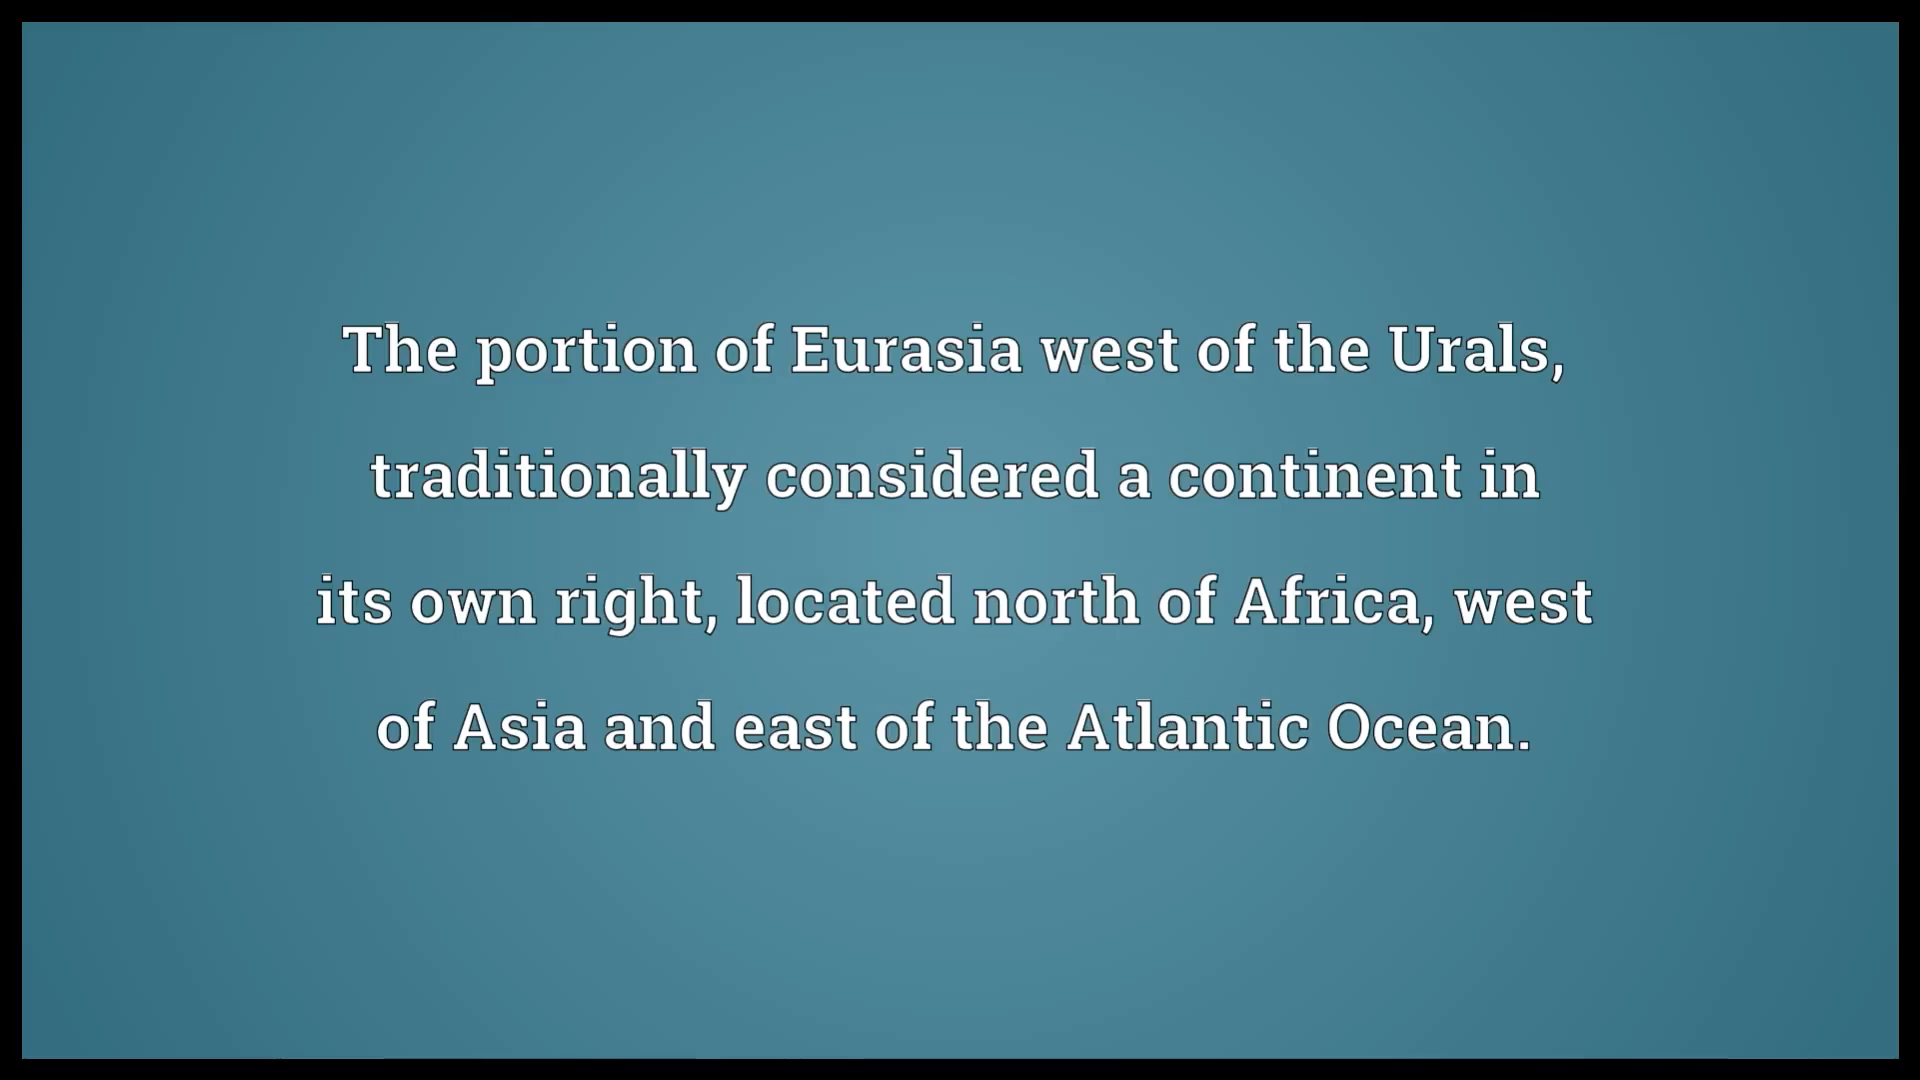 The portion of Eurasia west of the Urals,
traditionally considered a continent in
its own right, located north of Africa, west
of Asia and east of the Atlantic Ocean.